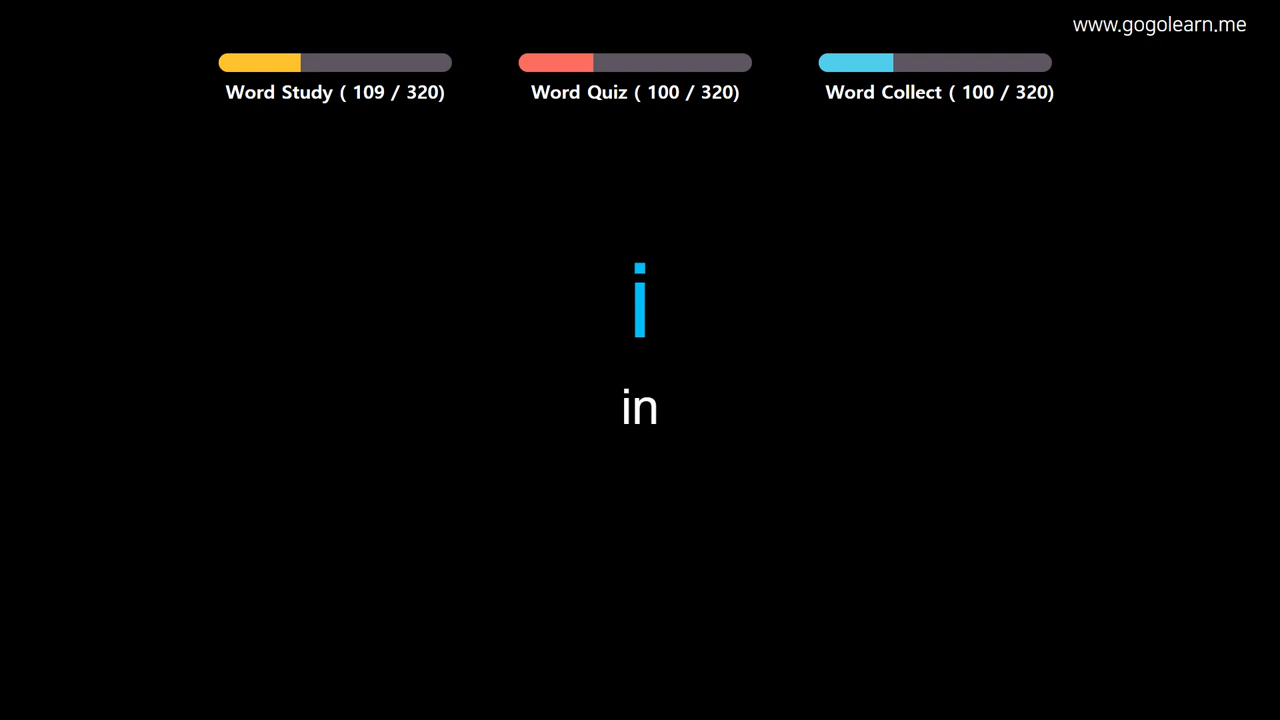 www.gogolearn.me
Word Study ( 109 / 320)
Word Quiz ( 100 / 320)
Word Collect ( 100 / 320)
i
in